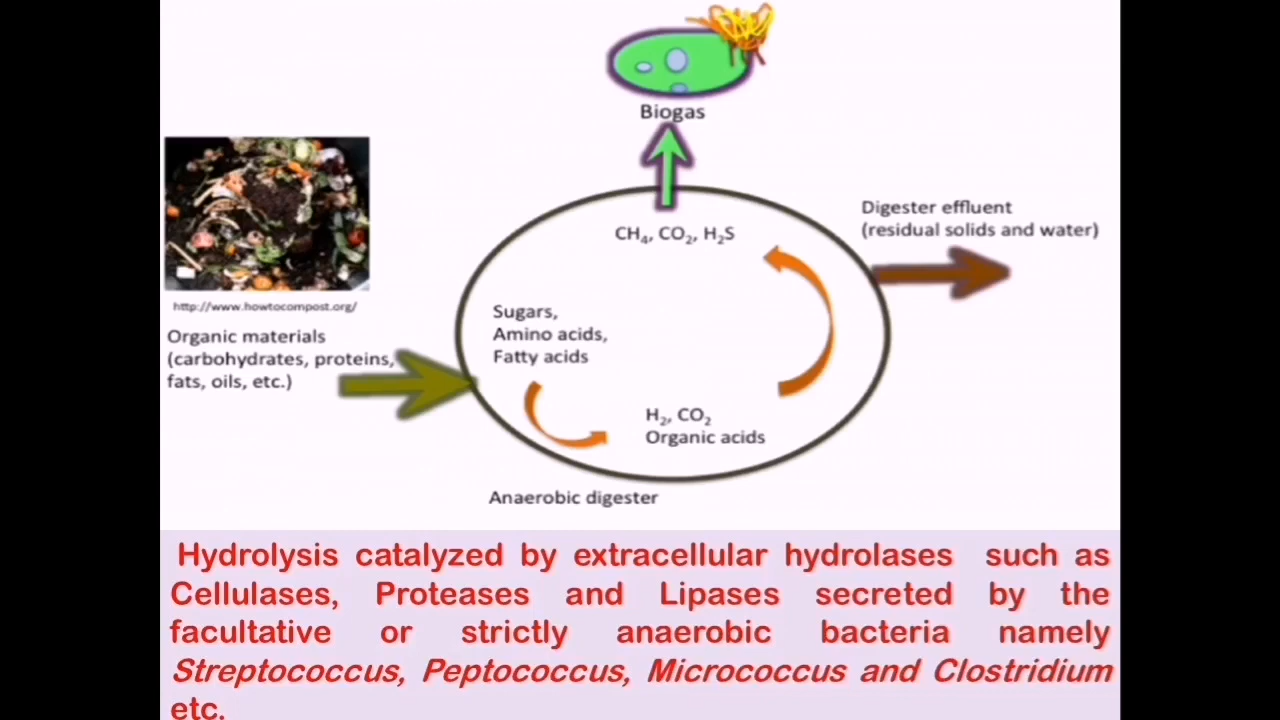 Biogas
CH₄, CO₂, H₂S
Digester effluent
(residual solids and water)
http://www.howtocompost.org/
Organic materials
(carbohydrates, proteins,
fats, oils, etc.)
Sugars,
Amino acids,
Fatty acids
H₂, CO₂
Organic acids
Anaerobic digester
Hydrolysis catalyzed by extracellular hydrolases such as
Cellulases, Proteases and Lipases secreted by the
facultative or strictly anaerobic bacteria namely
Streptococcus, Peptococcus, Micrococcus and Clostridium
etc.